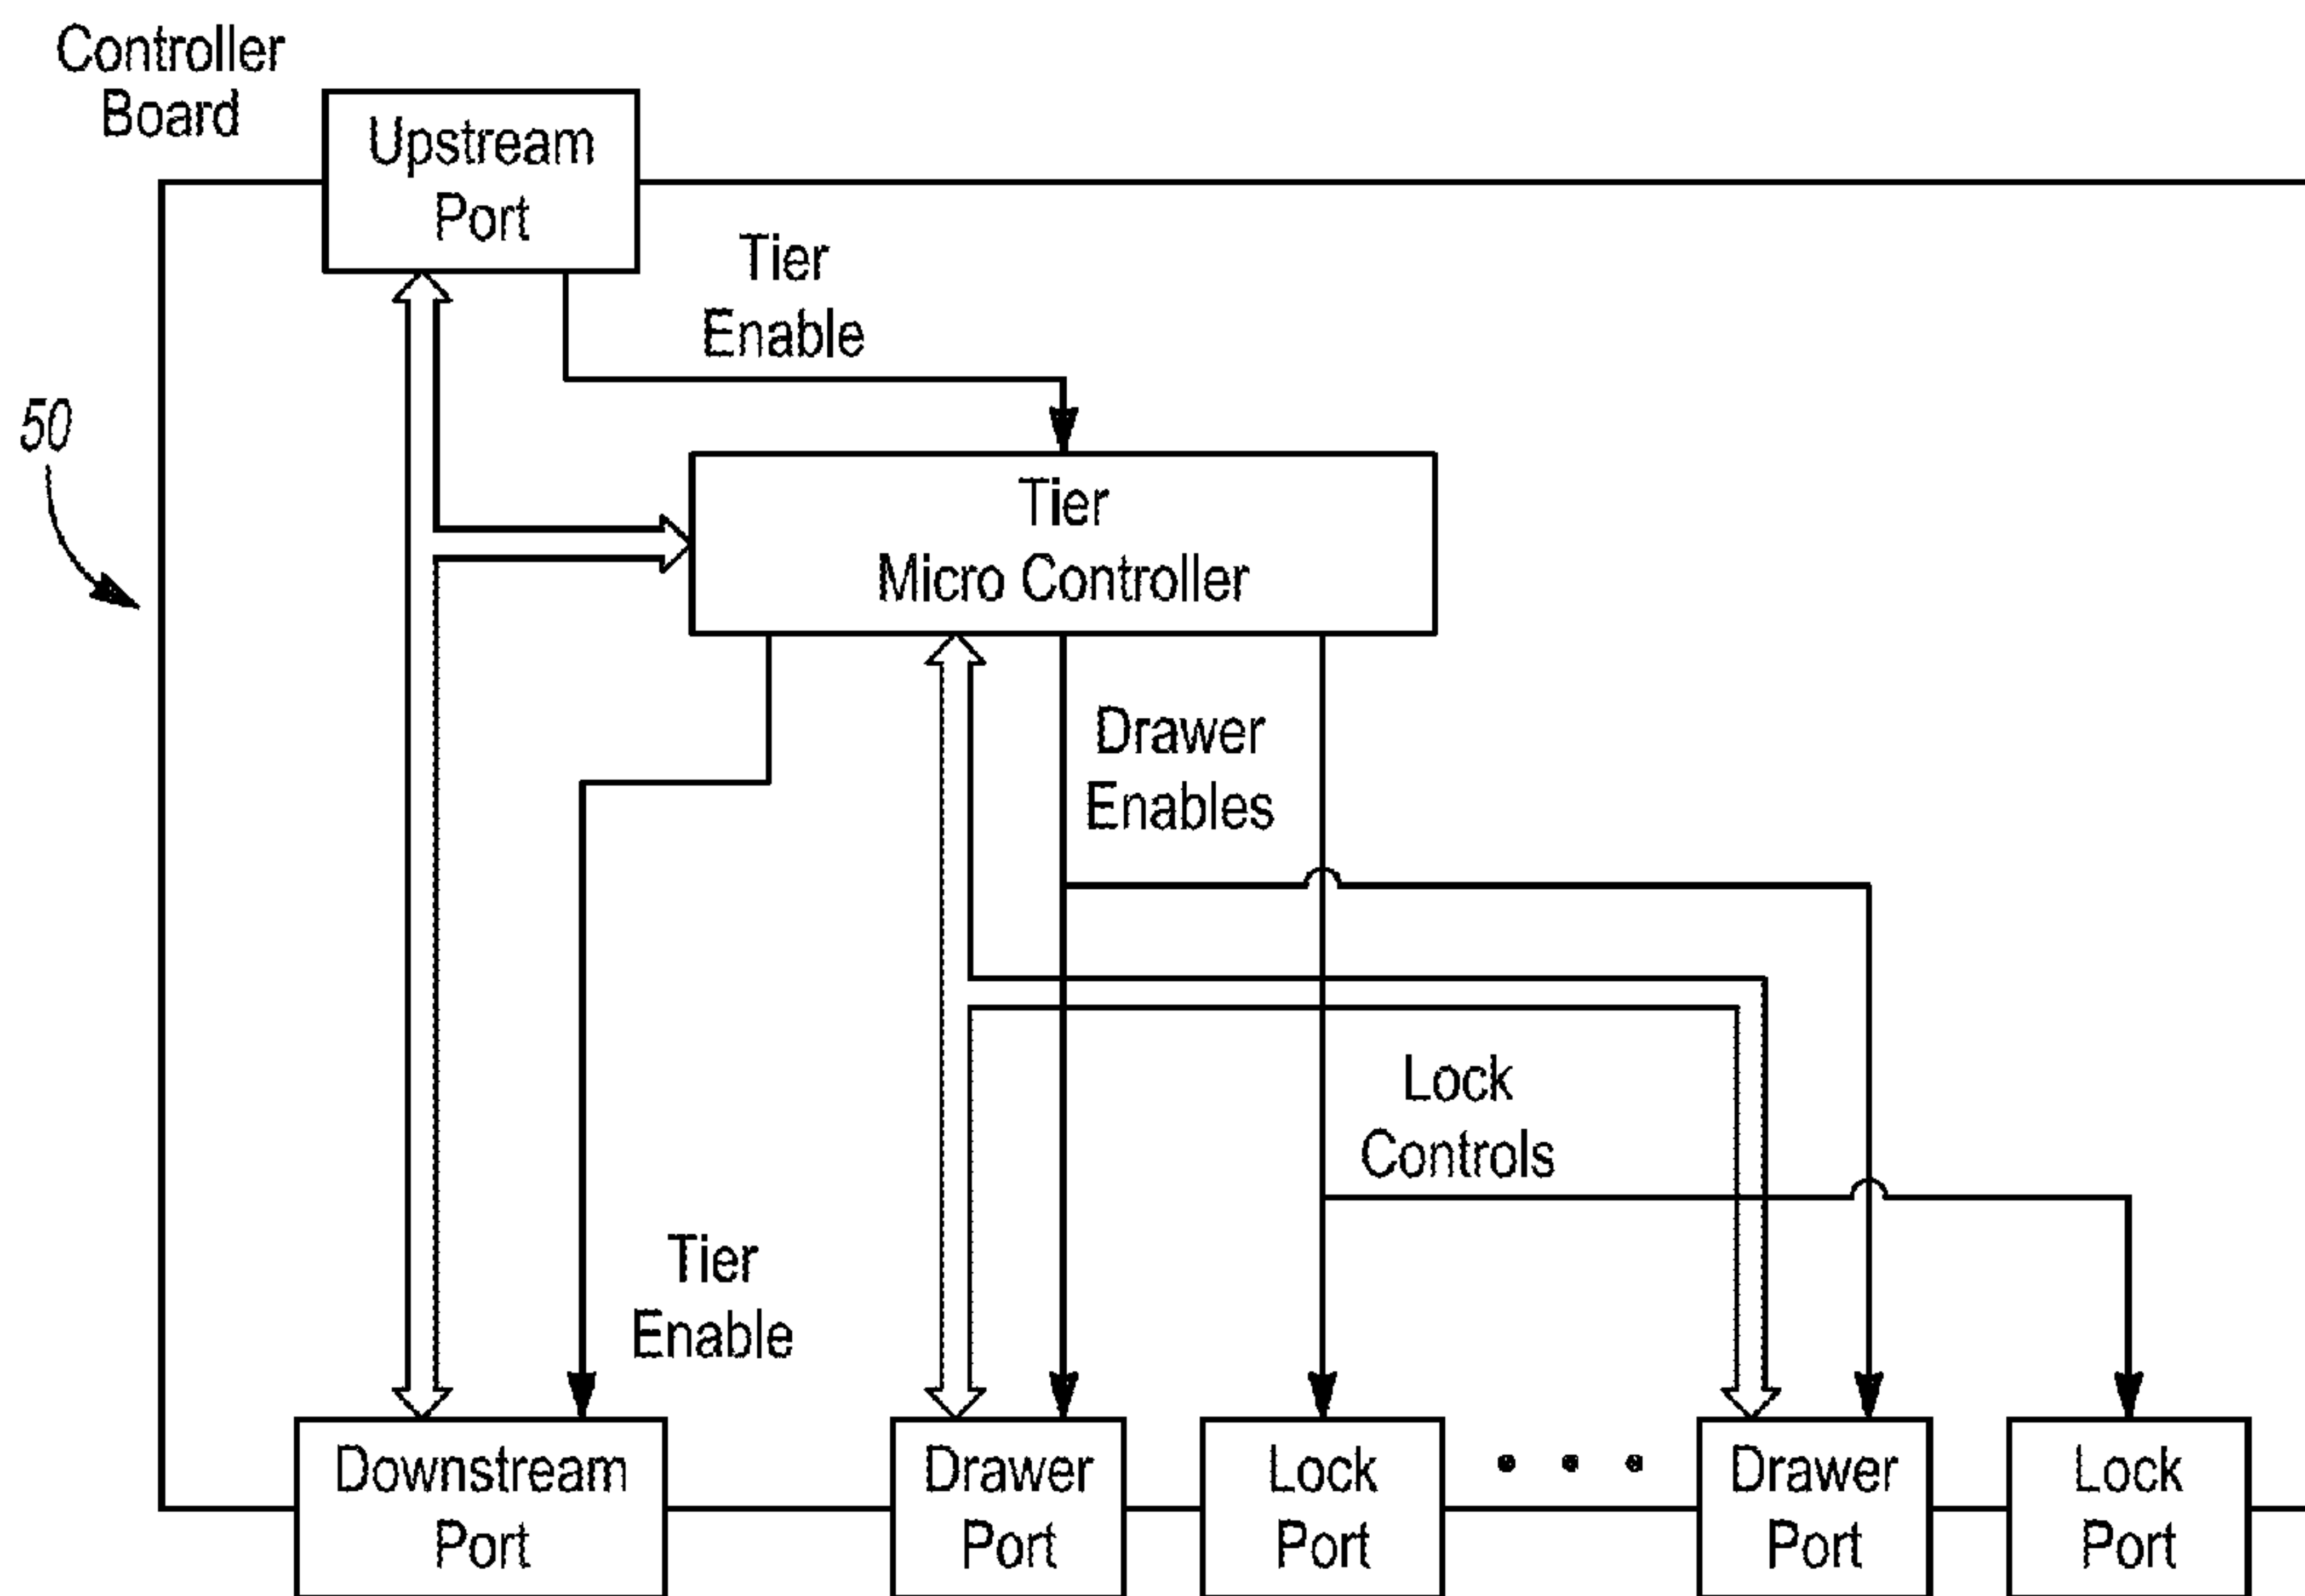 Controller
Board
Upstream
Port
Tier
Enable
50
Tier
Micro Controller
Drawer
Enables
Lock
Controls
Tier
Enable
Downstream
Port
Drawer
Port
Lock
Port
• • •
Drawer
Port
Lock
Port